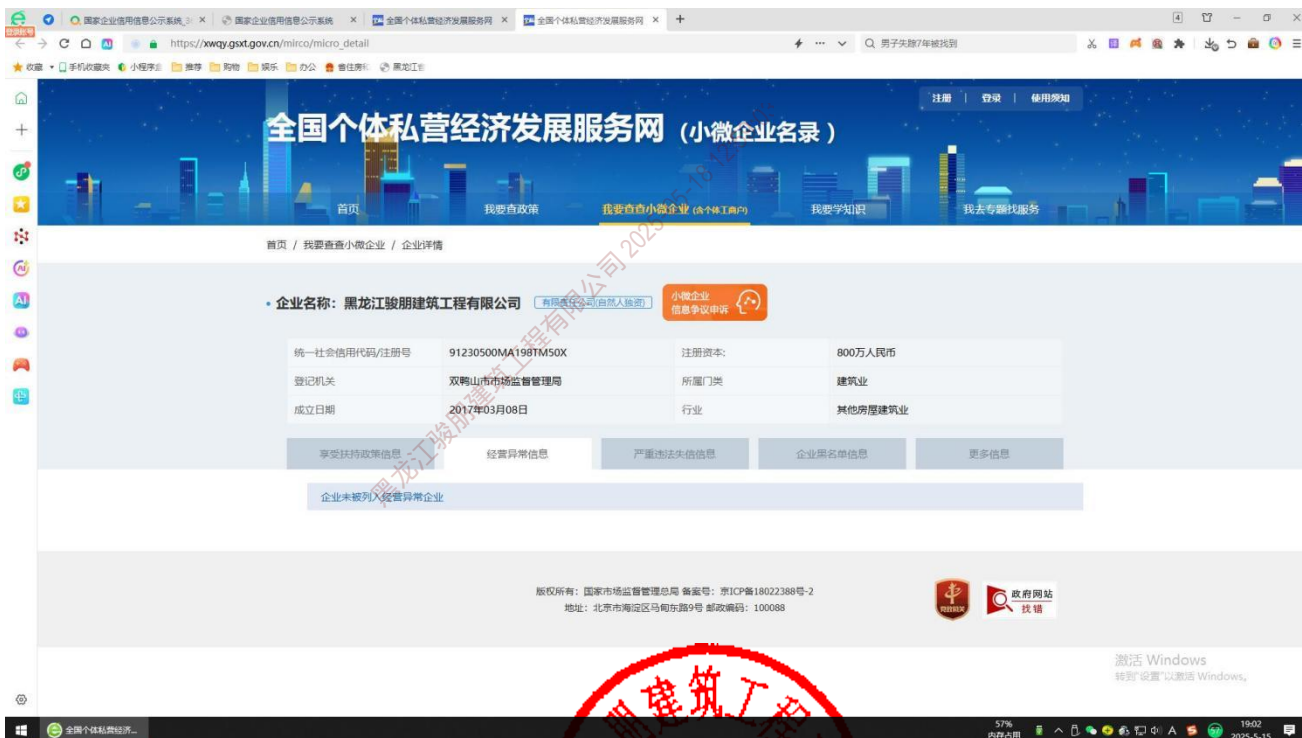 国家企业信用信息公示系统_
国家企业信用信息公示系统
全国个体私营经济发展服务网
全国个体私营经济发展服务网
4
https://xwqy.gsxt.gov.cn/mirco/micro_detail
男子失踪7年被找到
收藏 手机收藏夹 小程序 推荐 购物 娱乐 办公 黑龙江
注册 | 登录 | 使用须知
全国个体私营经济发展服务网 (小微企业名录)
首页 我要查政策 我要查查小微企业 (含个体工商户) 我要学知识 我去专题找服务
首页 / 我要查查小微企业 / 企业详情
• 企业名称:黑龙江骏朋建筑工程有限公司 有限责任公司(自然人独资) 小微企业
信息争议申诉
统一社会信用代码/注册号 91230500MA198TM50X 注册资本: 800万人民币
登记机关 双鸭山市市场监督管理局 所属门类 建筑业
成立日期 2017年03月08日 行业 其他房屋建筑业
享受扶持政策信息 经营异常信息 严重违法失信信息 企业黑名单信息 更多信息
企业未被列入经营异常企业
黑龙江骏朋建筑工程有限公司 2025-
版权所有:国家市场监督管理总局 备案号:京ICP备18022388号-2
地址:北京市海淀区马甸东路9号 邮政编码:100088
党政机关
政府网站
找错
激活 Windows
转到"设置"以激活 Windows。
朋建筑工程
全国个体私营经济...
57%
内存占用
A
57
19:02
2025-5-15